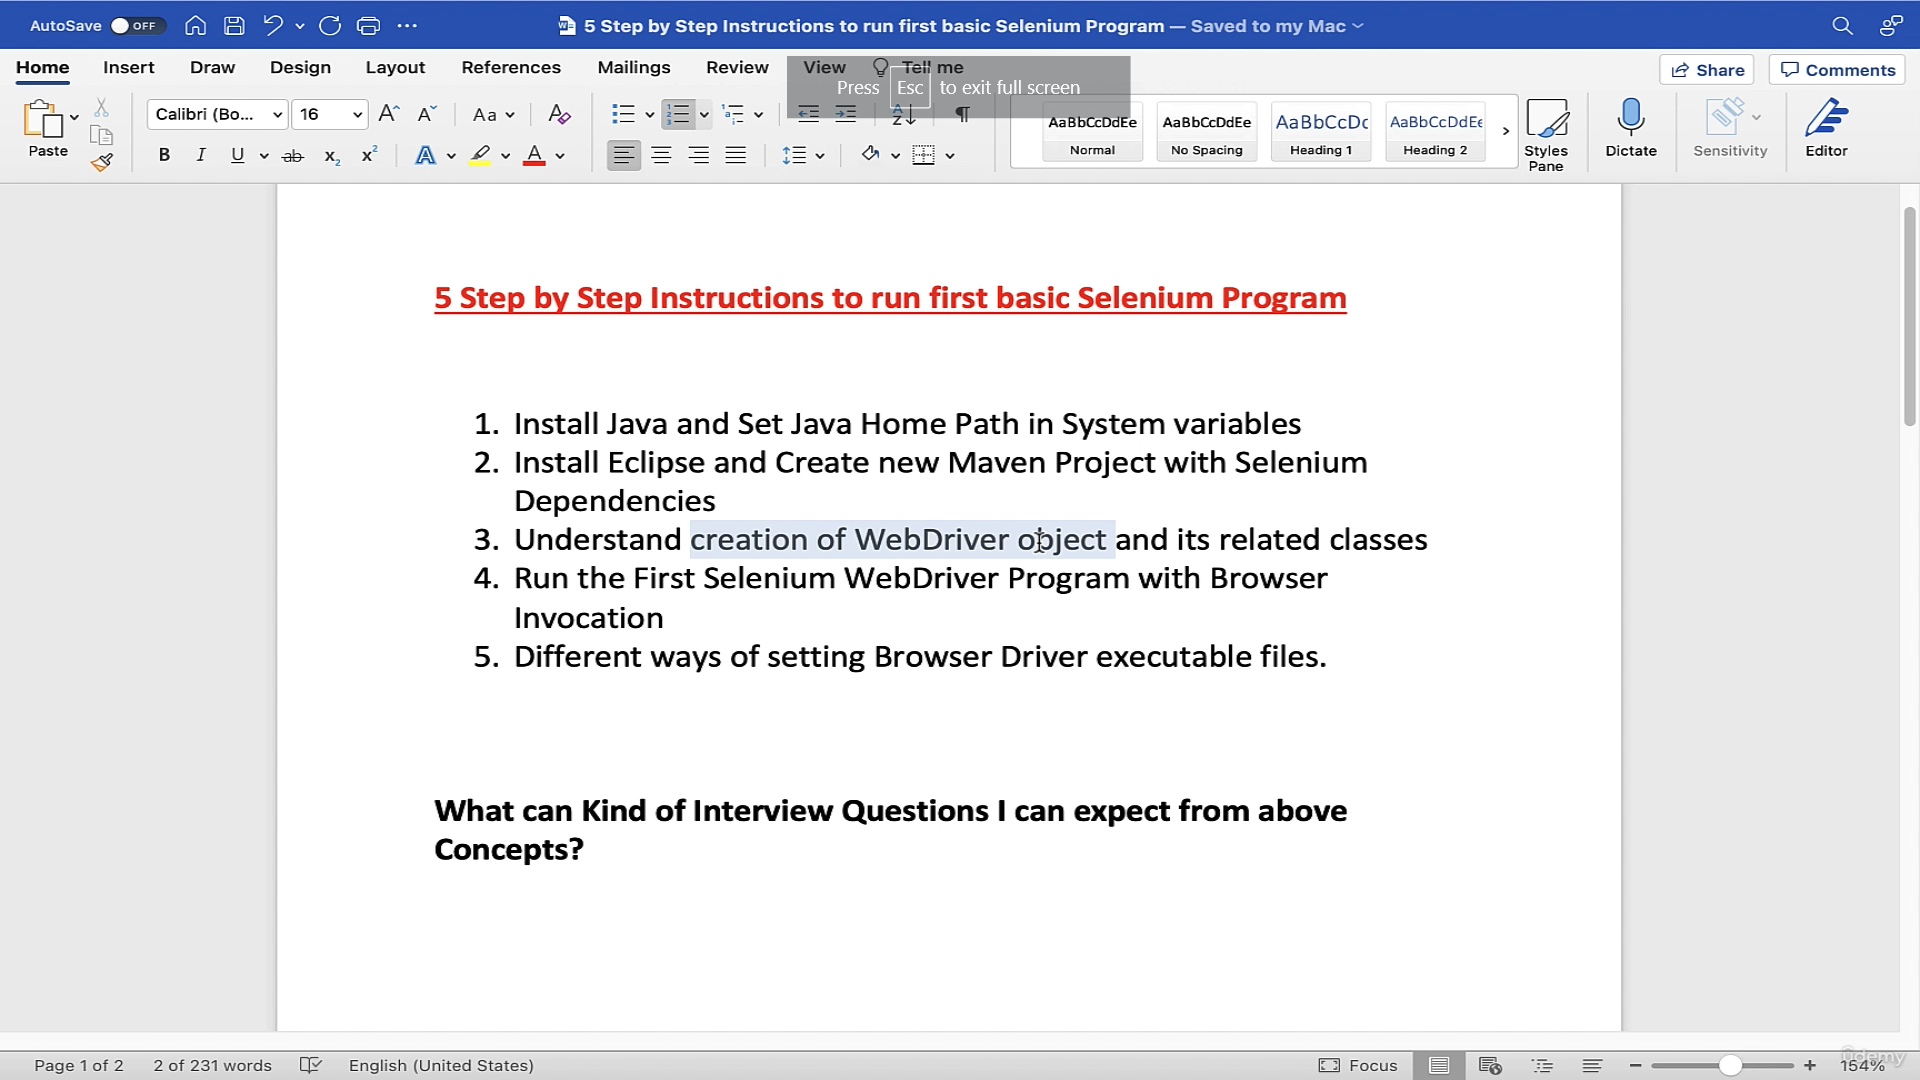 AutoSave OFF
5 Step by Step Instructions to run first basic Selenium Program — Saved to my Mac
Home Insert Draw Design Layout References Mailings Review View Tell me
Share Comments
Press Esc to exit full screen
Paste
Calibri (Bo... 16 Aa
AaBbCcDdEe AaBbCcDdEe AaBbCcDc AaBbCcDdEe
Normal No Spacing Heading 1 Heading 2
Styles Pane
Dictate
Sensitivity
Editor
5 Step by Step Instructions to run first basic Selenium Program
1. Install Java and Set Java Home Path in System variables
2. Install Eclipse and Create new Maven Project with Selenium
Dependencies
3. Understand creation of WebDriver object and its related classes
4. Run the First Selenium WebDriver Program with Browser
Invocation
5. Different ways of setting Browser Driver executable files.
What can Kind of Interview Questions I can expect from above
Concepts?
Page 1 of 2 2 of 231 words English (United States) Focus 154%
ûdemy